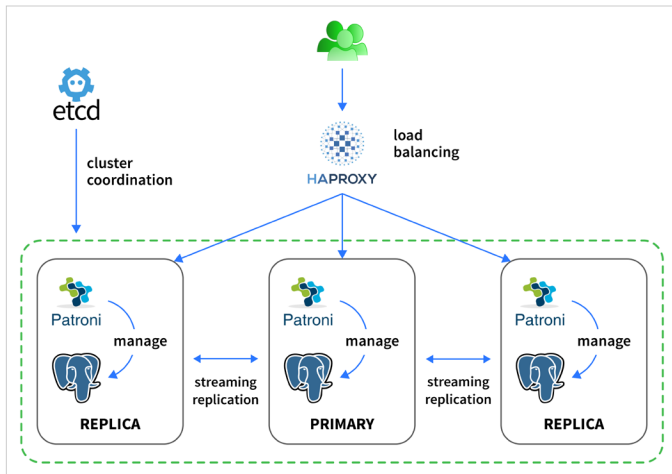 etcd
cluster
coordination
load
balancing
HAPROXY
Patroni
manage
REPLICA
streaming
replication
Patroni
manage
PRIMARY
streaming
replication
Patroni
manage
REPLICA